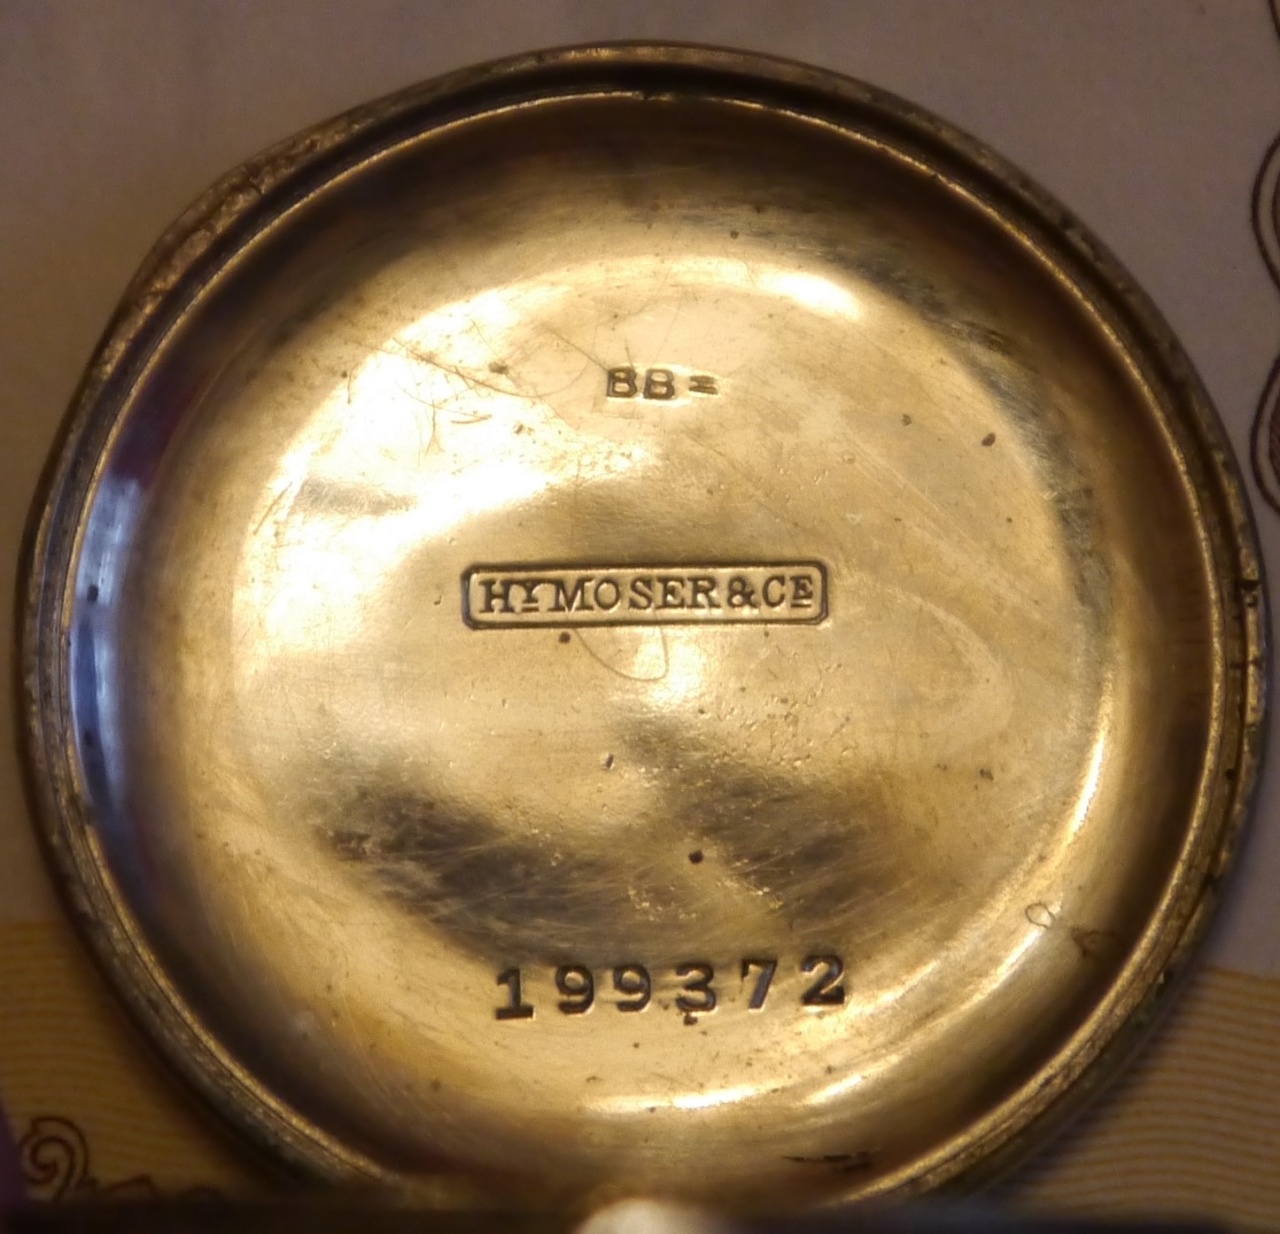 BB=
HY MOSER & CE
199372